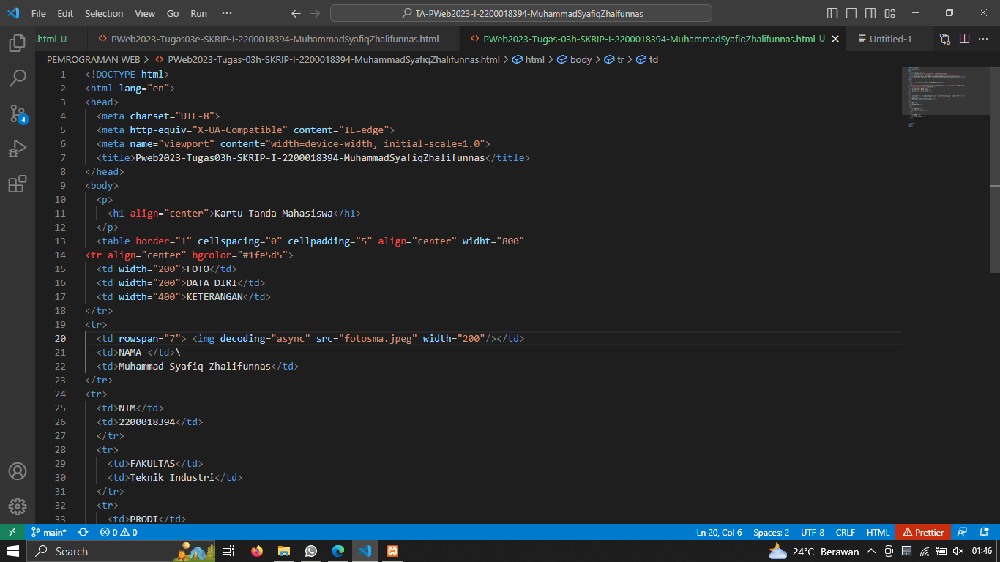 File Edit Selection View Go Run ··· TA-PWeb2023-I-2200018394-MuhammadSyafiqZhalfunnas
.html U PWeb2023-Tugas03e-SKRIP-I-2200018394-MuhammadSyafiqZhalifunnas.html PWeb2023-Tugas-03h-SKRIP-I-2200018394-MuhammadSyafiqZhalifunnas.html U Untitled-1
PEMROGRAMAN WEB > PWeb2023-Tugas-03h-SKRIP-I-2200018394-MuhammadSyafiqZhalifunnas.html > html > body > tr > td
1 <!DOCTYPE html>
2 <html lang="en">
3 <head>
4 <meta charset="UTF-8">
5 <meta http-equiv="X-UA-Compatible" content="IE=edge">
6 <meta name="viewport" content="width=device-width, initial-scale=1.0">
7 <title>Pweb2023-Tugas03h-SKRIP-I-2200018394-MuhammadSyafiqZhalifunnas</title>
8 </head>
9 <body>
10 <p>
11 <h1 align="center">Kartu Tanda Mahasiswa</h1>
12 </p>
13 <table border="1" cellspacing="0" cellpadding="5" align="center" widht="800"
14 <tr align="center" bgcolor="#1fe5d5">
15 <td width="200">FOTO</td>
16 <td width="200">DATA DIRI</td>
17 <td width="400">KETERANGAN</td>
18 </tr>
19 <tr>
20 <td rowspan="7"> <img decoding="async" src="fotosma.jpeg" width="200"/></td>
21 <td>NAMA </td>\
22 <td>Muhammad Syafiq Zhalifunnas</td>
23 </tr>
24 <tr>
25 <td>NIM</td>
26 <td>2200018394</td>
27 </tr>
28 <tr>
29 <td>FAKULTAS</td>
30 <td>Teknik Industri</td>
31 </tr>
32 <tr>
33 <td>PRODI</td>
4
main* 0 0 Ln 20, Col 6 Spaces: 2 UTF-8 CRLF HTML Prettier
Search 24°C Berawan 01:46